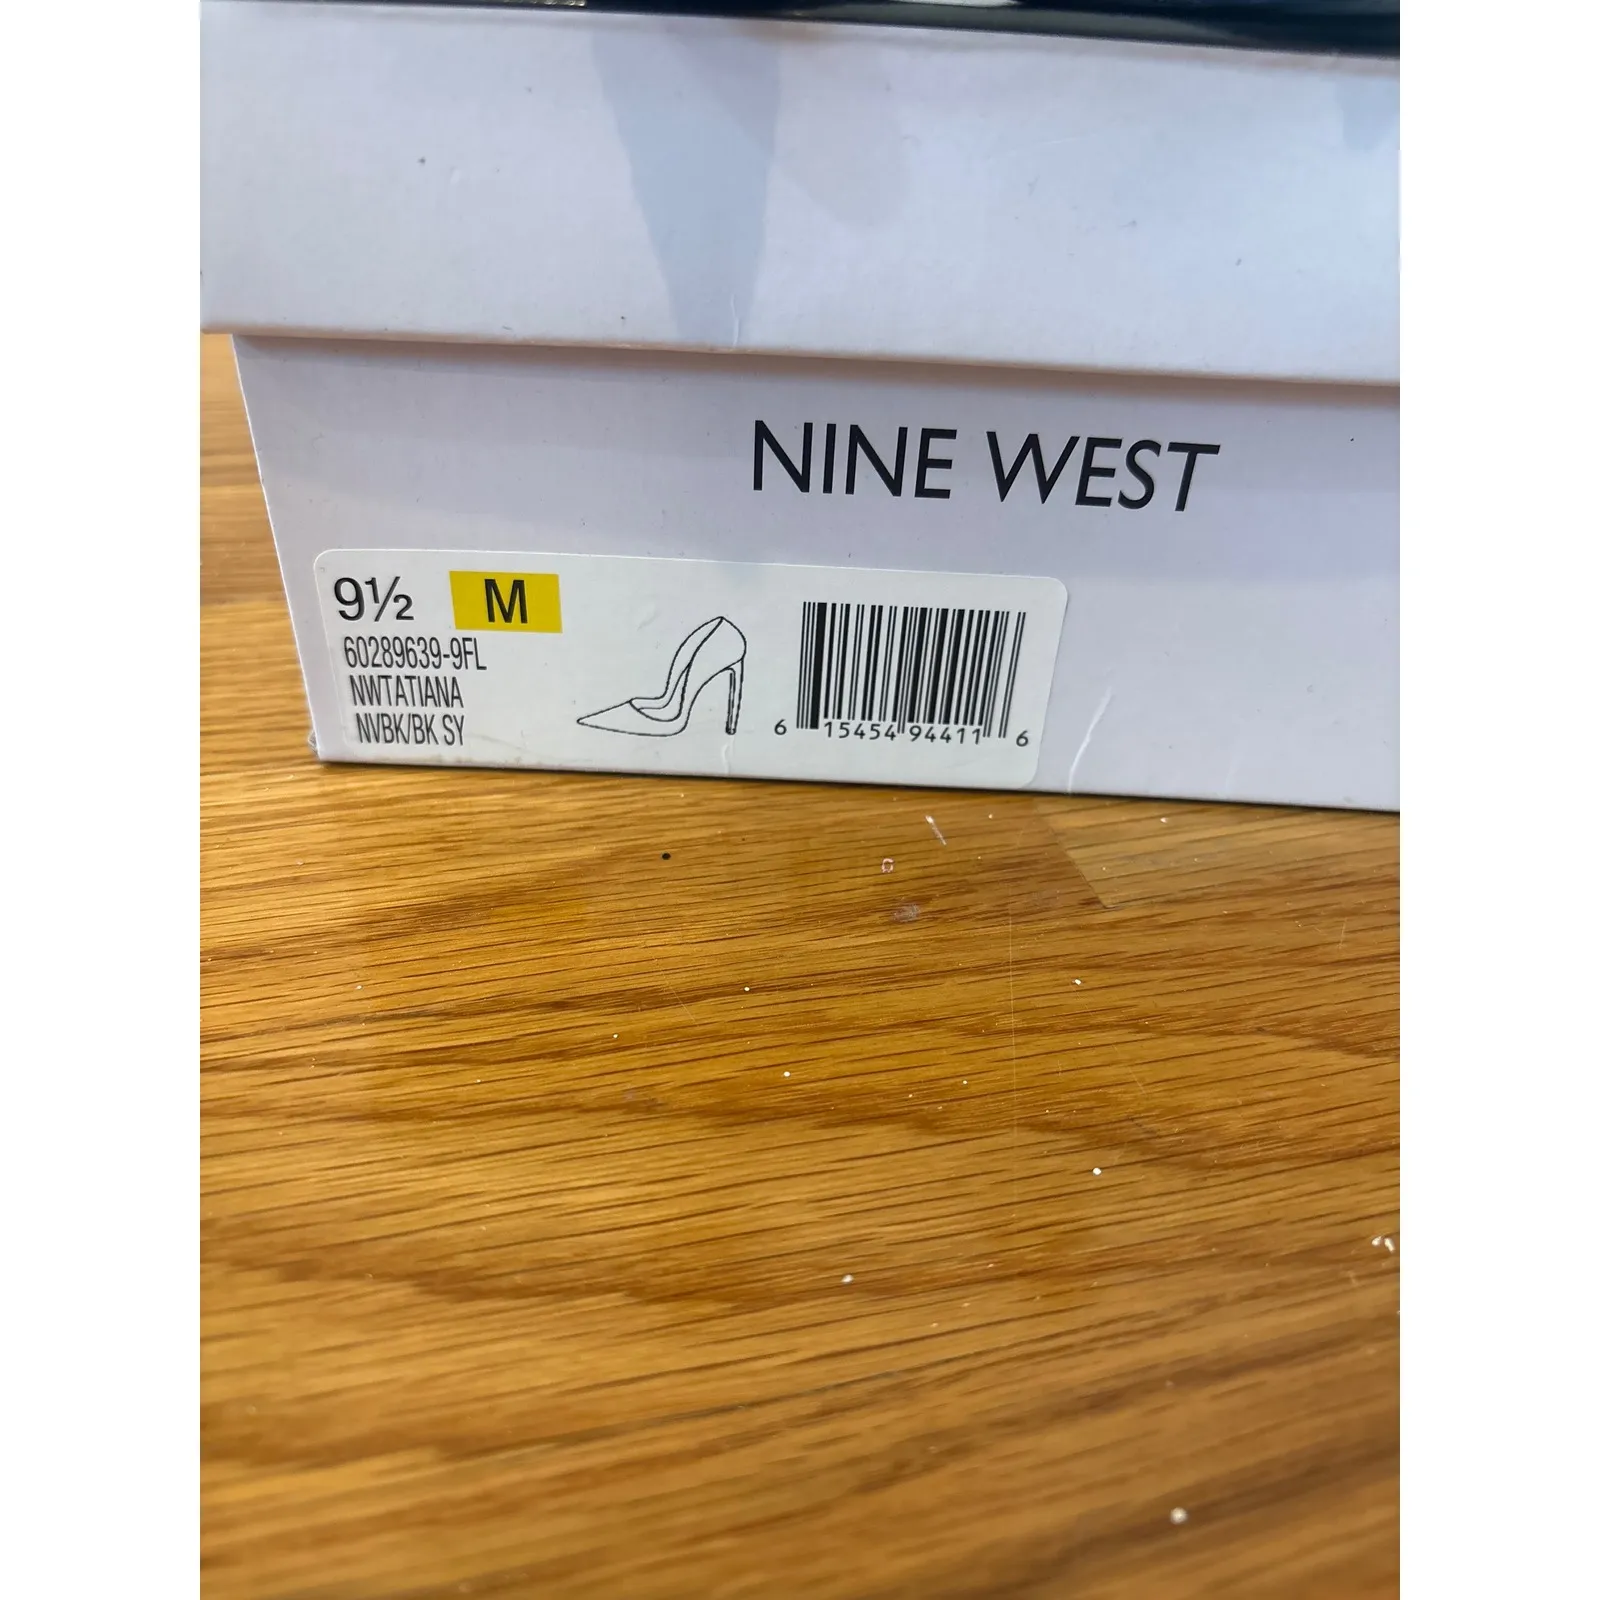 NINE WEST
9½ M
60289639-9FL
NWTATIANA
NVBK/BK SY
6 15454 94411 6